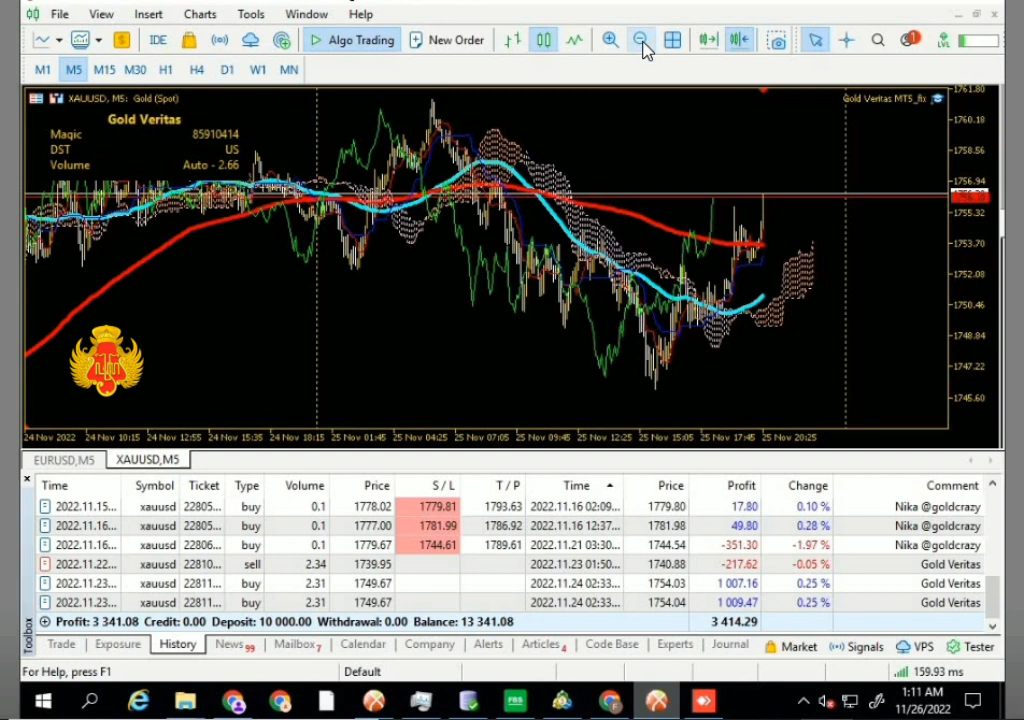 File View Insert Charts Tools Window Help
IDE Algo Trading New Order 1 LVL
M1 M5 M15 M30 H1 H4 D1 W1 MN
XAUUSD, M5: Gold (Spot) Gold Veritas MT5_fix 1761.80
Gold Veritas 1760.18
Magic 85910414
DST US 1758.56
Volume Auto - 2.66
1756.94
1755.32
1753.70
1752.08
1750.46
1748.84
1747.22
1745.60
24 Nov 2022 24 Nov 10:15 24 Nov 12:55 24 Nov 15:35 24 Nov 18:15 25 Nov 01:45 25 Nov 04:25 25 Nov 07:05 25 Nov 09:45 25 Nov 12:25 25 Nov 15:05 25 Nov 17:45 25 Nov 20:25
EURUSD,M5 XAUUSD,M5
Time Symbol Ticket Type Volume Price S / L T / P Time Price Profit Change Comment
2022.11.15... xauusd 22805... buy 0.1 1778.02 1779.81 1793.63 2022.11.16 02:09... 1779.80 17.80 0.10 % Nika @goldcrazy
2022.11.16... xauusd 22805... buy 0.1 1777.00 1781.99 1786.92 2022.11.16 12:37... 1781.98 49.80 0.28 % Nika @goldcrazy
2022.11.16... xauusd 22806... buy 0.1 1779.67 1744.61 1789.61 2022.11.21 03:30... 1744.54 -351.30 -1.97 % Nika @goldcrazy
2022.11.22... xauusd 22810... sell 2.34 1739.95 2022.11.23 01:50... 1740.88 -217.62 -0.05 % Gold Veritas
2022.11.23... xauusd 22811... buy 2.31 1749.67 2022.11.24 02:33... 1754.03 1 007.16 0.25 % Gold Veritas
2022.11.23... xauusd 22811... buy 2.31 1749.67 2022.11.24 02:33... 1754.04 1 009.47 0.25 % Gold Veritas
Profit: 3 341.08 Credit: 0.00 Deposit: 10 000.00 Withdrawal: 0.00 Balance: 13 341.08 3 414.29
Toolbox
Trade Exposure History News 99 Mailbox 7 Calendar Company Alerts Articles 4 Code Base Experts Journal Market Signals VPS Tester
For Help, press F1 Default 159.93 ms
FBS 1:11 AM
11/26/2022